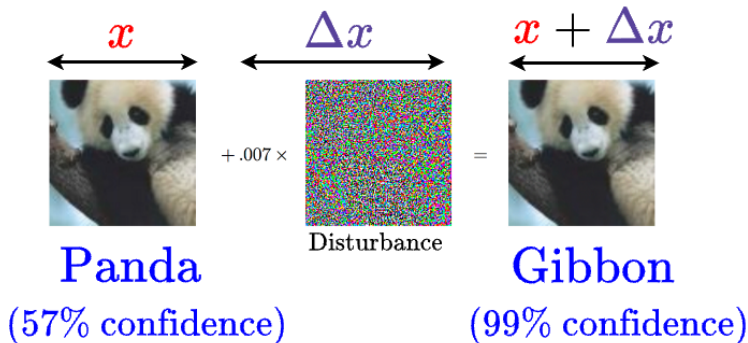 x
Δx
x + Δx
+ .007 ×
=
Disturbance
Panda
Gibbon
(57% confidence)
(99% confidence)